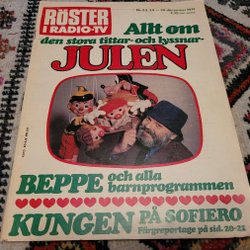 RÖSTER
I RADIO-TV
Allt om
den stora tittar- och lyssnar-
JULEN
BEPPE och alla
barnprogrammen
KUNGEN PÅ SOFIERO
Färgreportage på sid. 20-22